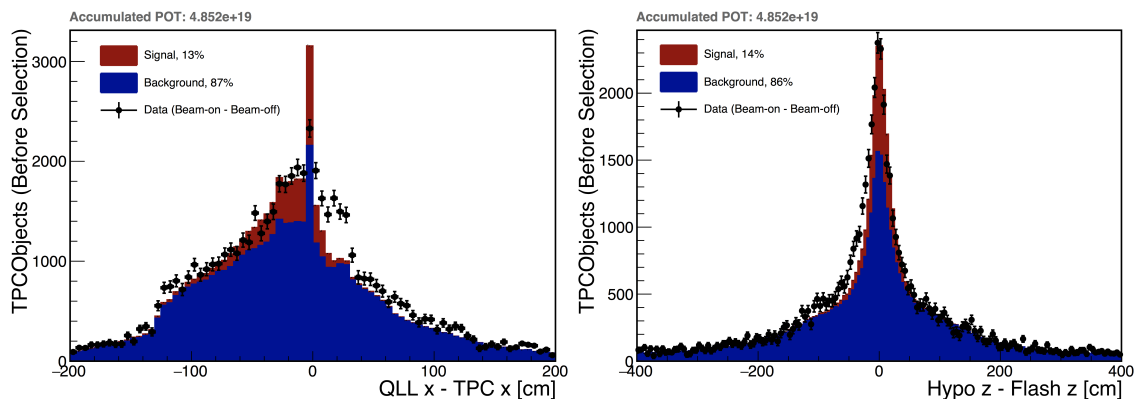 Accumulated POT: 4.852e+19
TPCObjects (Before Selection)
Signal, 13%
Background, 87%
Data (Beam-on - Beam-off)
3000
2000
1000
0
−200
−100
0
100
200
QLL x - TPC x [cm]
Accumulated POT: 4.852e+19
TPCObjects (Before Selection)
Signal, 14%
Background, 86%
Data (Beam-on - Beam-off)
2000
1500
1000
500
0
−400
−200
0
200
400
Hypo z - Flash z [cm]